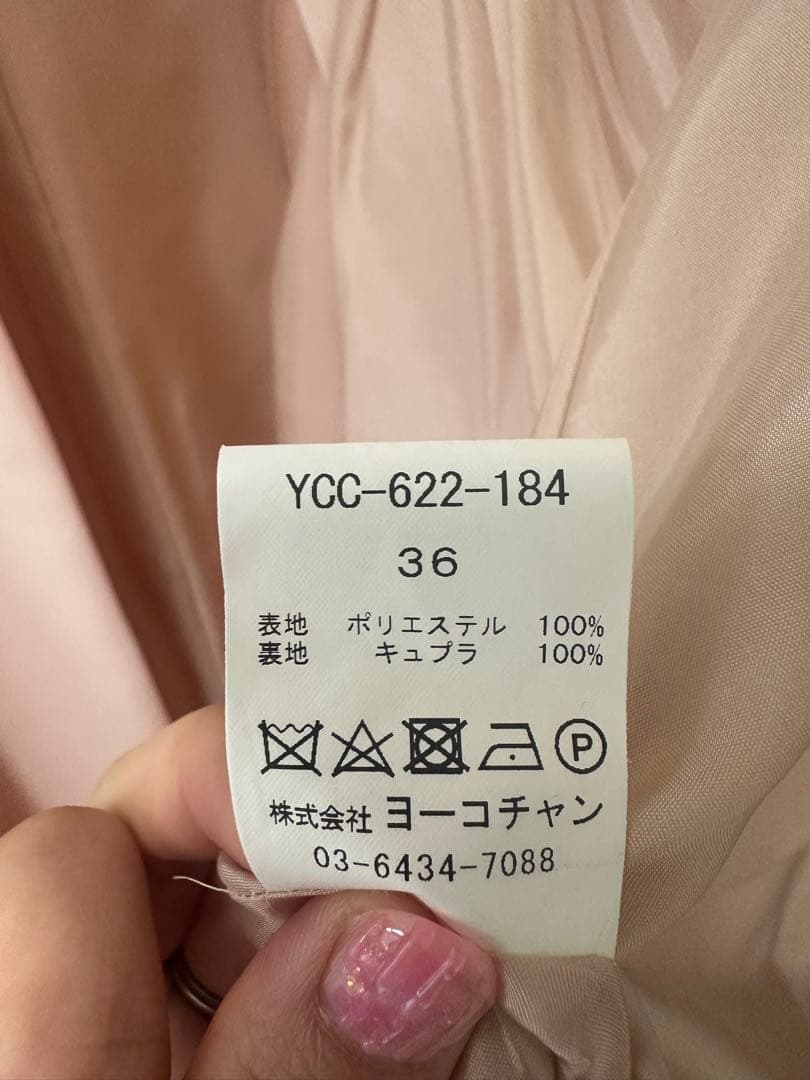 YCC-622-184
36
表地 ポリエステル 100%
裏地 キュプラ 100%
P
株式会社 ヨーコチャン
03-6434-7088